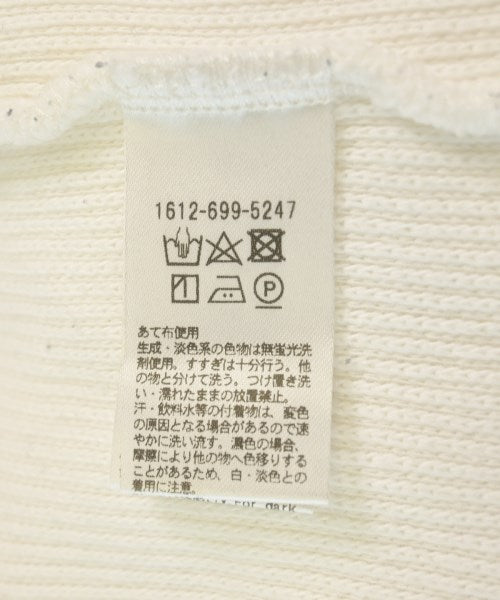 1612-699-5247
P
あて布使用
生成・淡色系の色物は無蛍光洗
剤使用。すすぎは十分行う。他
の物と分けて洗う。つけ置き洗
い・濡れたままの放置禁止。
汗・飲料水等の付着物は、変色
の原因となる場合があるので速
やかに洗い流す。濃色の場合、
摩擦により他の物へ色移りする
ことがあるため、白・淡色との
着用に注意。
For dark